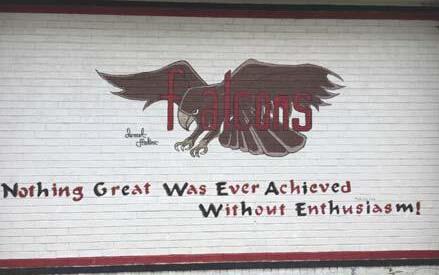 falcons
Nothing Great Was Ever Achieved
Without Enthusiasm!